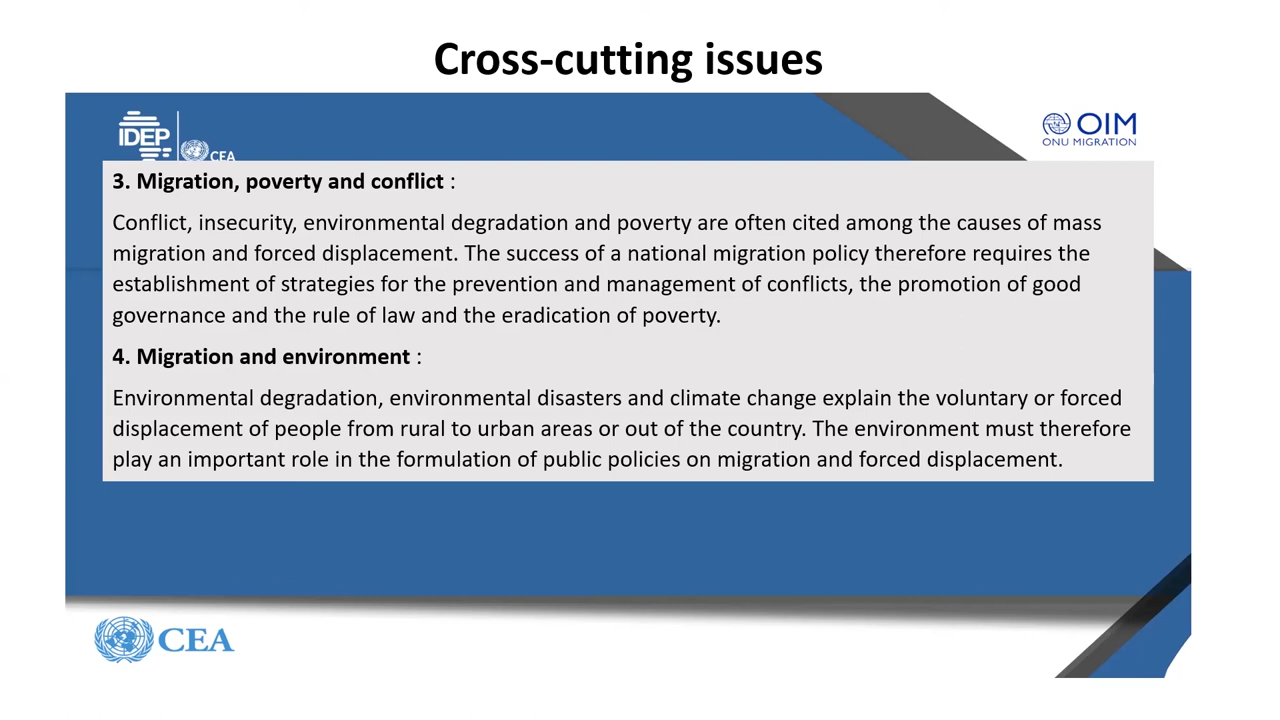 Cross-cutting issues
IDEP
CEA
OIM
ONU MIGRATION
3. Migration, poverty and conflict :
Conflict, insecurity, environmental degradation and poverty are often cited among the causes of mass
migration and forced displacement. The success of a national migration policy therefore requires the
establishment of strategies for the prevention and management of conflicts, the promotion of good
governance and the rule of law and the eradication of poverty.
4. Migration and environment :
Environmental degradation, environmental disasters and climate change explain the voluntary or forced
displacement of people from rural to urban areas or out of the country. The environment must therefore
play an important role in the formulation of public policies on migration and forced displacement.
CEA